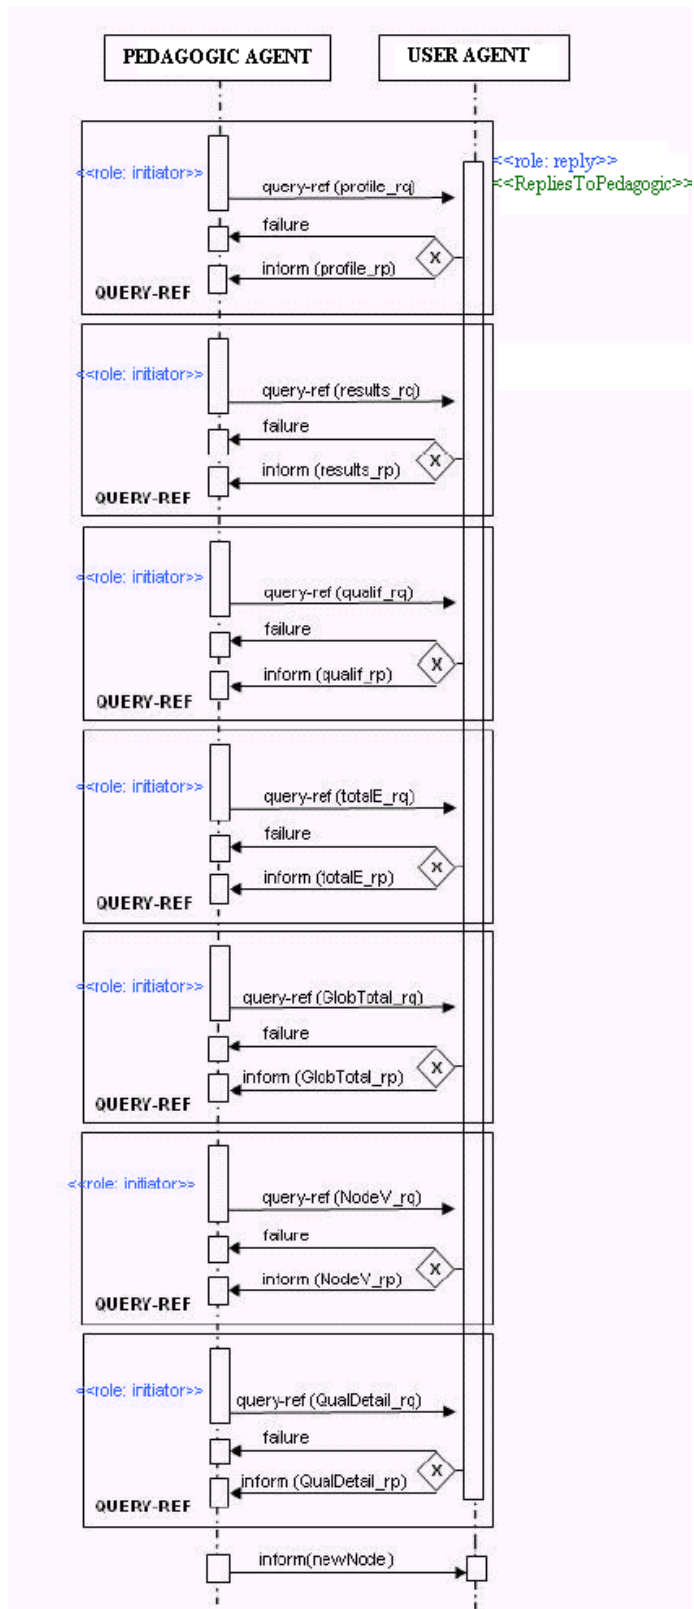 PEDAGOGIC AGENT
USER AGENT
<<role: initiator>>
<<role: reply>>
<<RepliesToPedagogic>>
query-ref (profile_rq)
failure
X
inform (profile_rp)
QUERY-REF
<<role: initiator>>
query-ref (results_rq)
failure
X
inform (results_rp)
QUERY-REF
<<role: initiator>>
query-ref (qualif_rq)
failure
X
inform (qualif_rp)
QUERY-REF
<<role: initiator>>
query-ref (totalE_rq)
failure
X
inform (totalE_rp)
QUERY-REF
<<role: initiator>>
query-ref (GlobTotal_rq)
failure
X
inform (GlobTotal_rp)
QUERY-REF
<<role: initiator>>
query-ref (NodeV_rq)
failure
X
inform (NodeV_rp)
QUERY-REF
<<role: initiator>>
query-ref (QualDetail_rq)
failure
X
inform (QualDetail_rp)
QUERY-REF
inform(newNode)